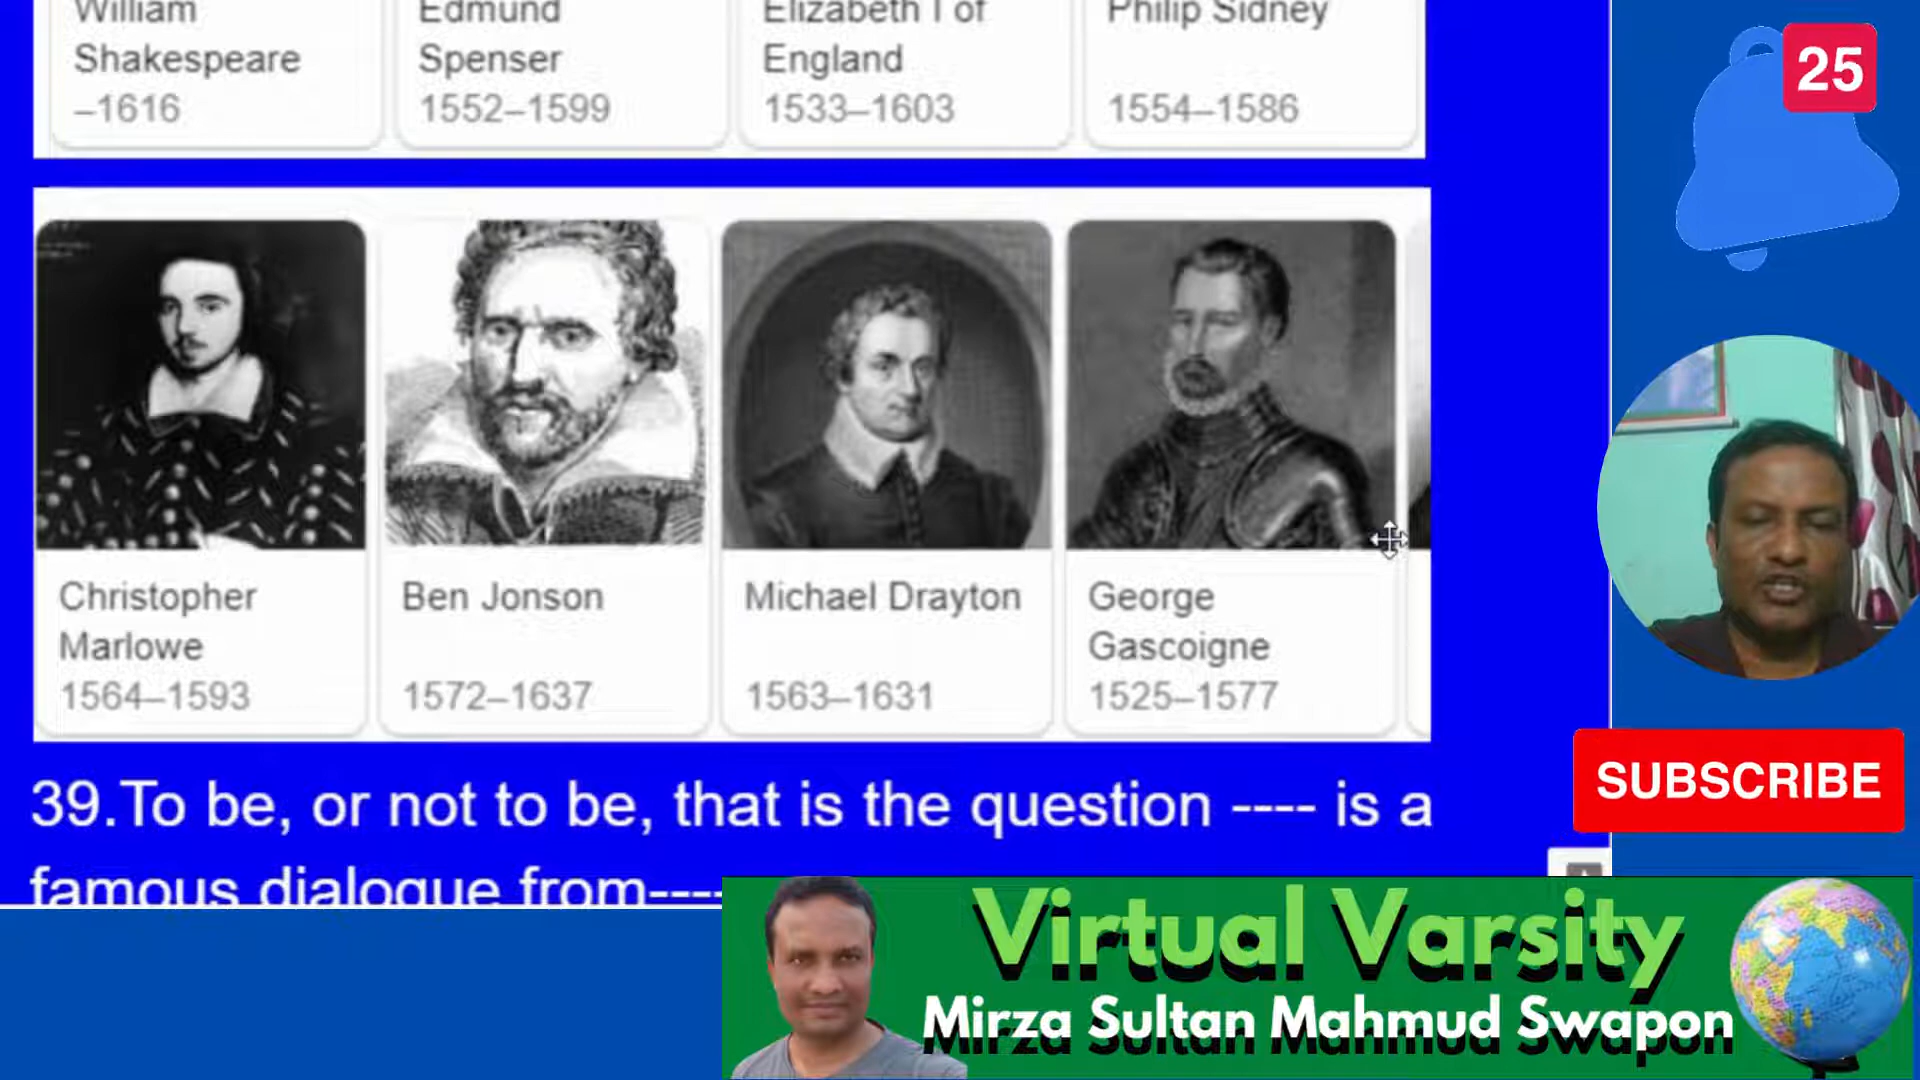 William
Shakespeare
–1616
Edmund
Spenser
1552–1599
Elizabeth I of
England
1533–1603
Philip Sidney
1554–1586
25
Christopher
Marlowe
1564–1593
Ben Jonson
1572–1637
Michael Drayton
1563–1631
George
Gascoigne
1525–1577
SUBSCRIBE
39.To be, or not to be, that is the question ---- is a
famous dialogue from----
Virtual Varsity
Mirza Sultan Mahmud Swapon